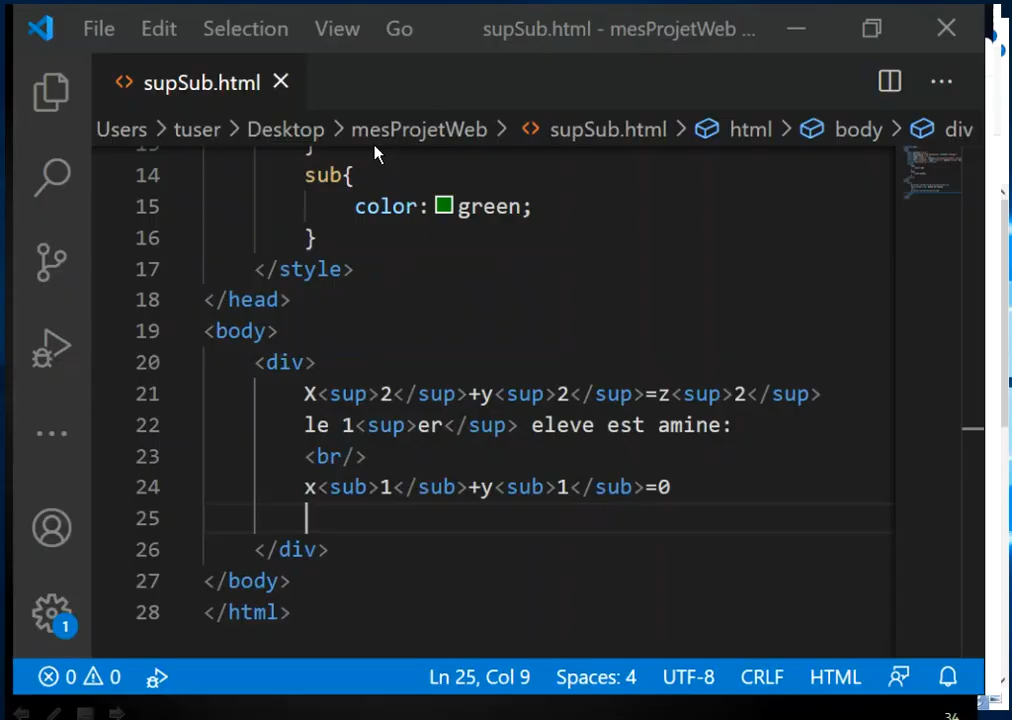 File Edit Selection View Go supSub.html - mesProjetWeb ...
supSub.html
Users > tuser > Desktop > mesProjetWeb > supSub.html > html > body > div
14 sub{
15 color: green;
16 }
17 </style>
18 </head>
19 <body>
20 <div>
21 X<sup>2</sup>+y<sup>2</sup>=z<sup>2</sup>
22 le 1<sup>er</sup> eleve est amine:
23 <br/>
24 x<sub>1</sub>+y<sub>1</sub>=0
25
26 </div>
27 </body>
28 </html>
1
0 0 Ln 25, Col 9 Spaces: 4 UTF-8 CRLF HTML
34